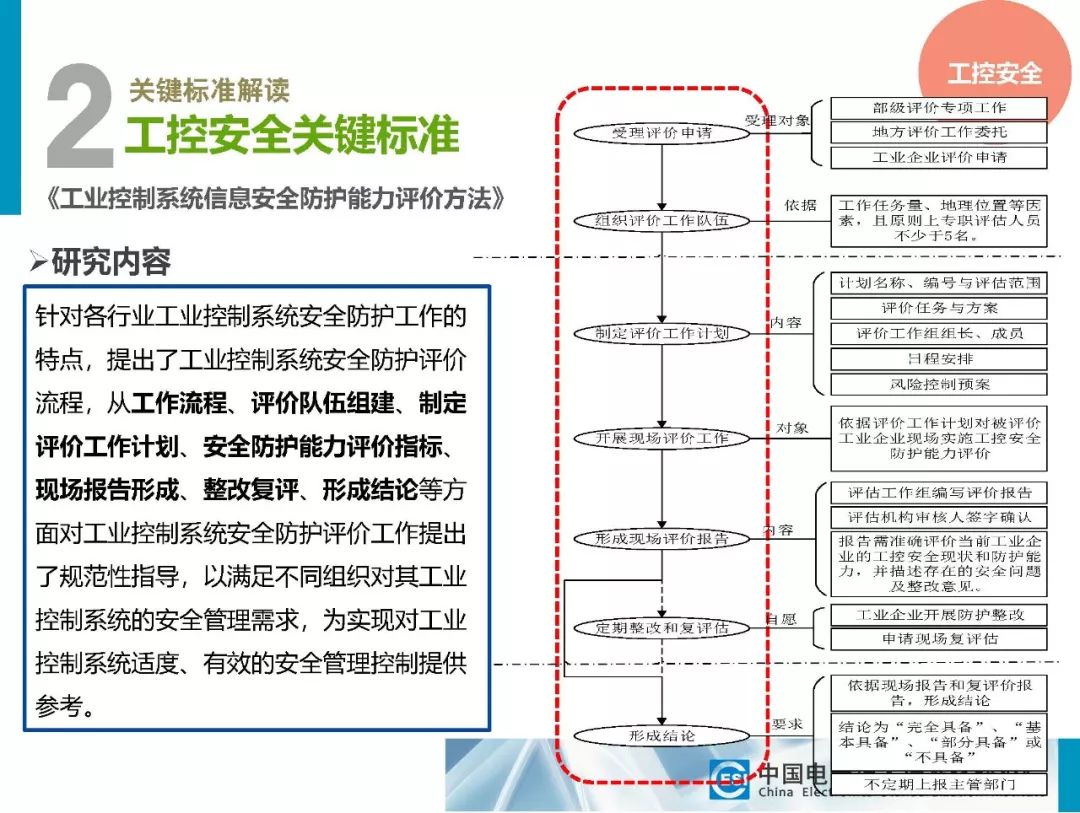 工控安全
2
关键标准解读
工控安全关键标准
《工业控制系统信息安全防护能力评价方法》
➢研究内容
针对各行业工业控制系统安全防护工作的
特点，提出了工业控制系统安全防护评价
流程，从工作流程、评价队伍组建、制定
评价工作计划、安全防护能力评价指标、
现场报告形成、整改复评、形成结论等方
面对工业控制系统安全防护评价工作提出
了规范性指导，以满足不同组织对其工业
控制系统的安全管理需求，为实现对工业
控制系统适度、有效的安全管理控制提供
参考。
受理评价申请
受理对象
部级评价专项工作
地方评价工作委托
工业企业评价申请
组织评价工作队伍
依据
工作任务量、地理位置等因
素，且原则上专职评估人员
不少于5名。
制定评价工作计划
内容
计划名称、编号与评估范围
评价任务与方案
评价工作组组长、成员
日程安排
风险控制预案
开展现场评价工作
对象
依据评价工作计划对被评价
工业企业现场实施工控安全
防护能力评价
形成现场评价报告
内容
评估工作组编写评价报告
评估机构审核人签字确认
报告需准确评价当前工业企
业的工控安全现状和防护能
力，并描述存在的安全问题
及整改意见。
定期整改和复评估
自愿
工业企业开展防护整改
申请现场复评估
形成结论
要求
依据现场报告和复评价报
告，形成结论
结论为“完全具备”、“基
本具备”、“部分具备”或
“不具备”
不定期上报主管部门
CESI
中国电
China Elect